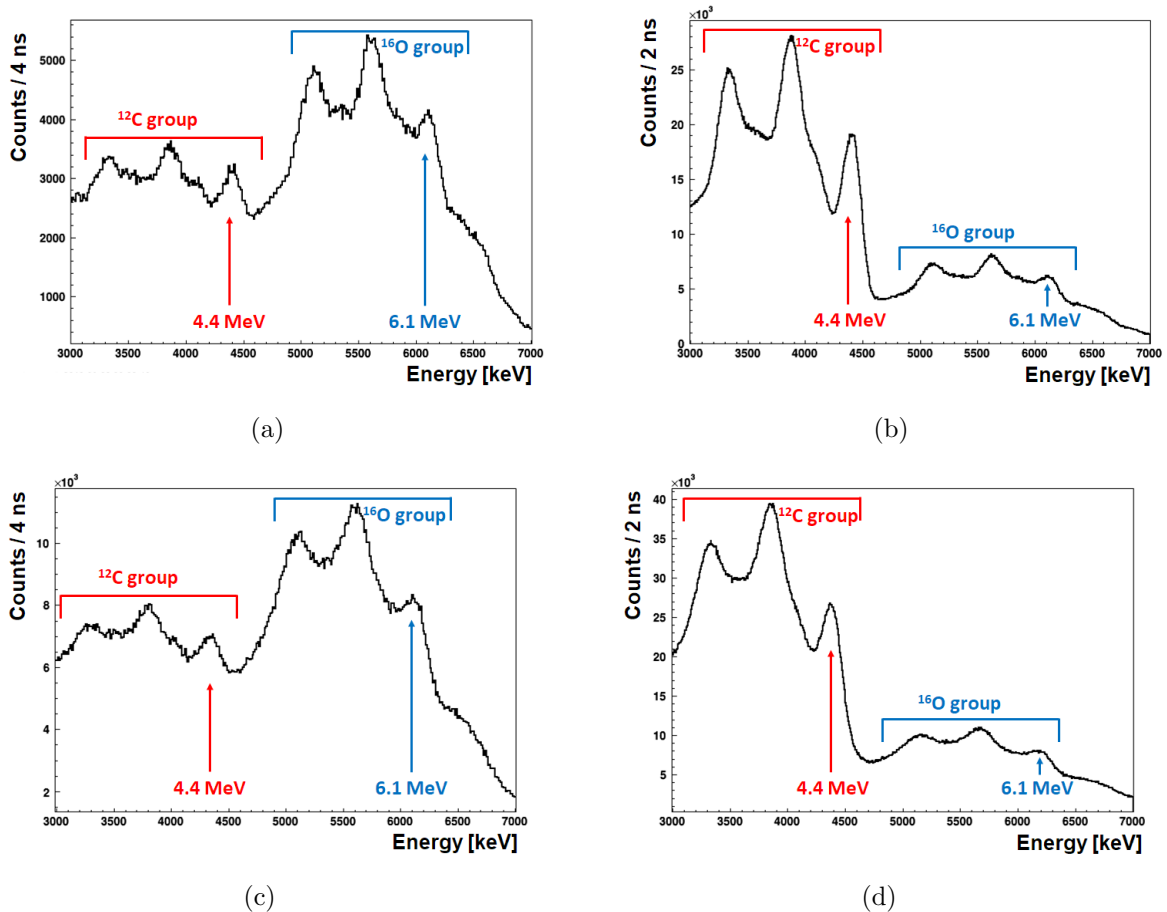 Counts / 4 ns
5000
4000
3000
2000
1000
¹²C group
¹⁶O group
4.4 MeV
6.1 MeV
3000 3500 4000 4500 5000 5500 6000 6500 7000
Energy [keV]
(a)
×10³
Counts / 2 ns
25
20
15
10
5
0
¹²C group
¹⁶O group
4.4 MeV
6.1 MeV
3000 3500 4000 4500 5000 5500 6000 6500 7000
Energy [keV]
(b)
×10³
Counts / 4 ns
10
8
6
4
2
¹⁶O group
¹²C group
4.4 MeV
6.1 MeV
3000 3500 4000 4500 5000 5500 6000 6500 7000
Energy [keV]
(c)
×10³
Counts / 2 ns
40
35
30
25
20
15
10
5
0
¹²C group
¹⁶O group
4.4 MeV
6.1 MeV
3000 3500 4000 4500 5000 5500 6000 6500 7000
Energy [keV]
(d)